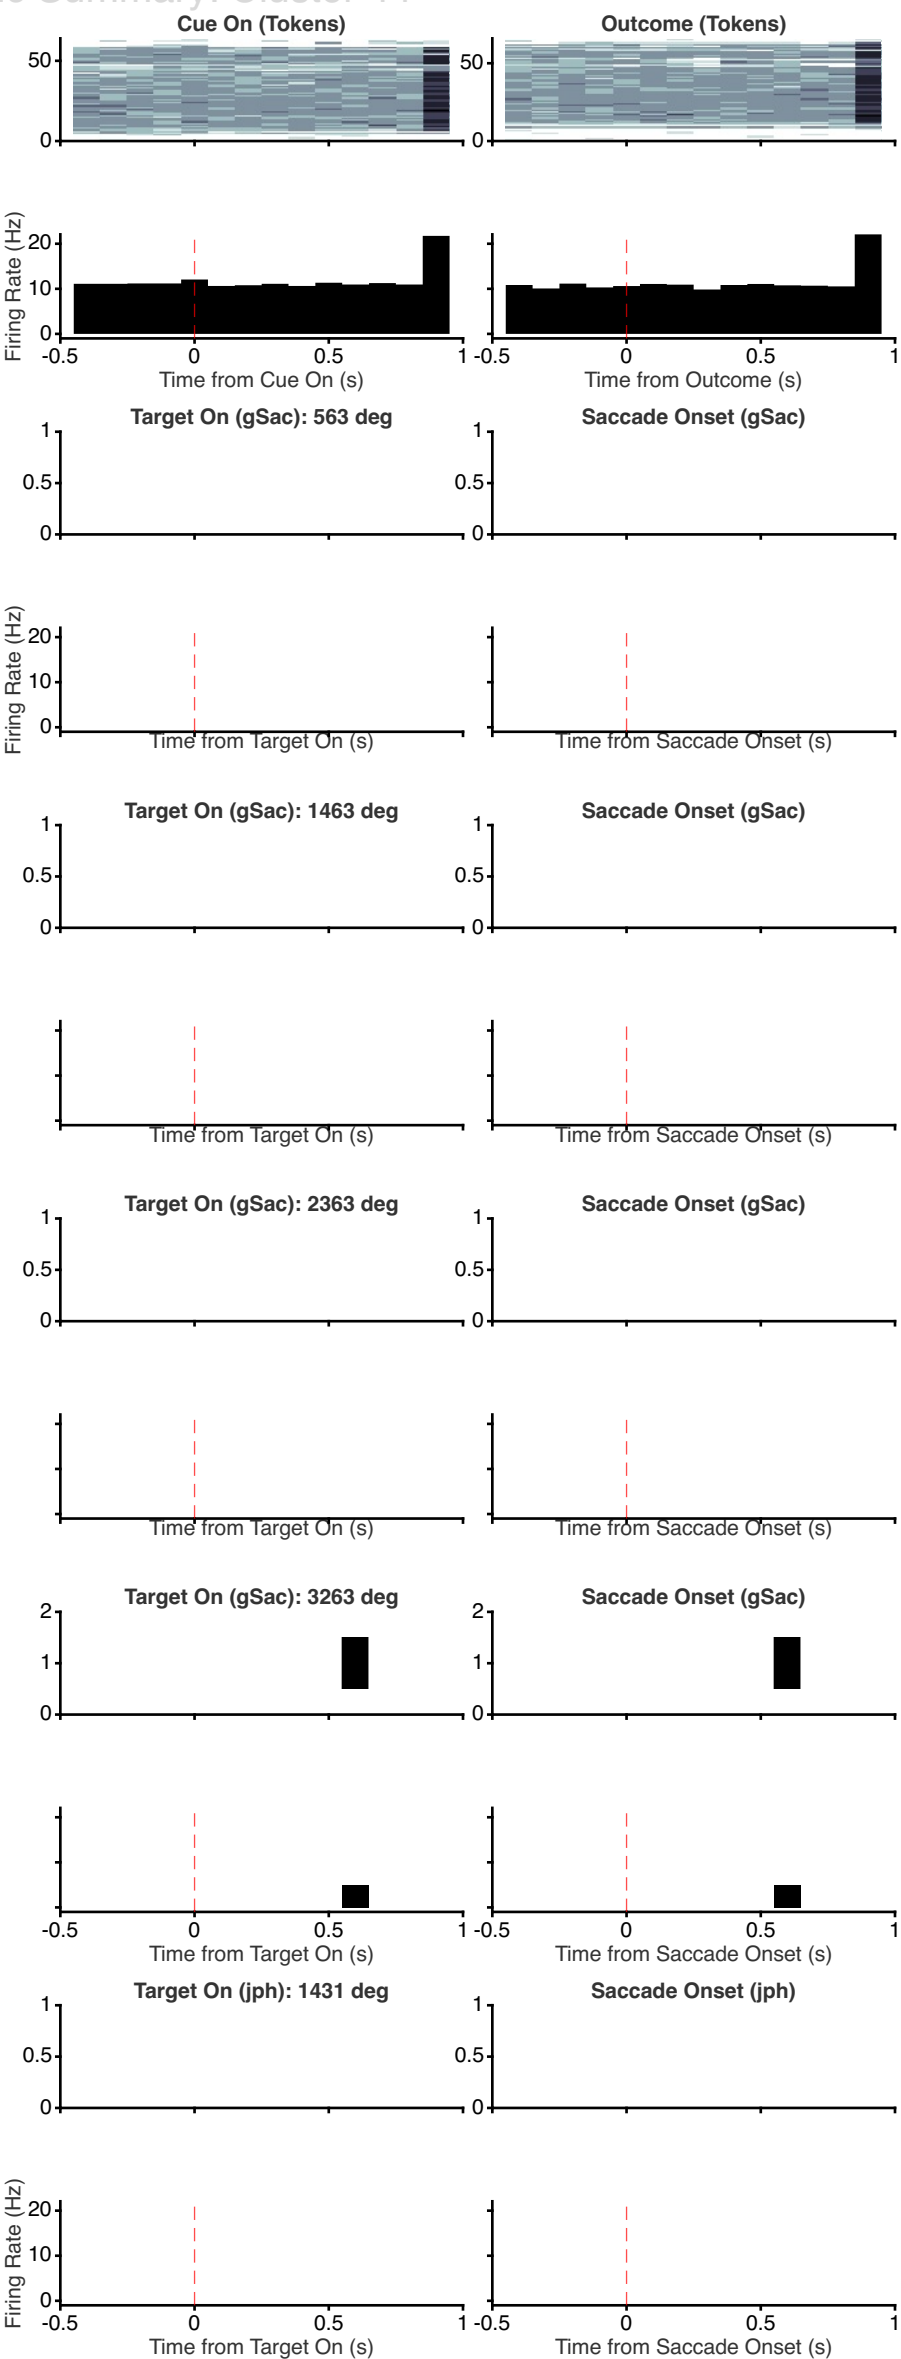 Summary: Cluster
Cue On (Tokens) Outcome (Tokens)
50 50
0 0
Firing Rate (Hz)
20
10
0
-0.5 0 0.5 1 -0.5 0 0.5 1
Time from Cue On (s) Time from Outcome (s)
Target On (gSac): 563 deg Saccade Onset (gSac)
1 1
0.5 0.5
0 0
Firing Rate (Hz)
20
10
0
Time from Target On (s) Time from Saccade Onset (s)
Target On (gSac): 1463 deg Saccade Onset (gSac)
1 1
0.5 0.5
0 0
Time from Target On (s) Time from Saccade Onset (s)
Target On (gSac): 2363 deg Saccade Onset (gSac)
1 1
0.5 0.5
0 0
Time from Target On (s) Time from Saccade Onset (s)
Target On (gSac): 3263 deg Saccade Onset (gSac)
2 2
1 1
0 0
-0.5 0 0.5 1 -0.5 0 0.5 1
Time from Target On (s) Time from Saccade Onset (s)
Target On (jph): 1431 deg Saccade Onset (jph)
1 1
0.5 0.5
0 0
Firing Rate (Hz)
20
10
0
-0.5 0 0.5 1 -0.5 0 0.5 1
Time from Target On (s) Time from Saccade Onset (s)